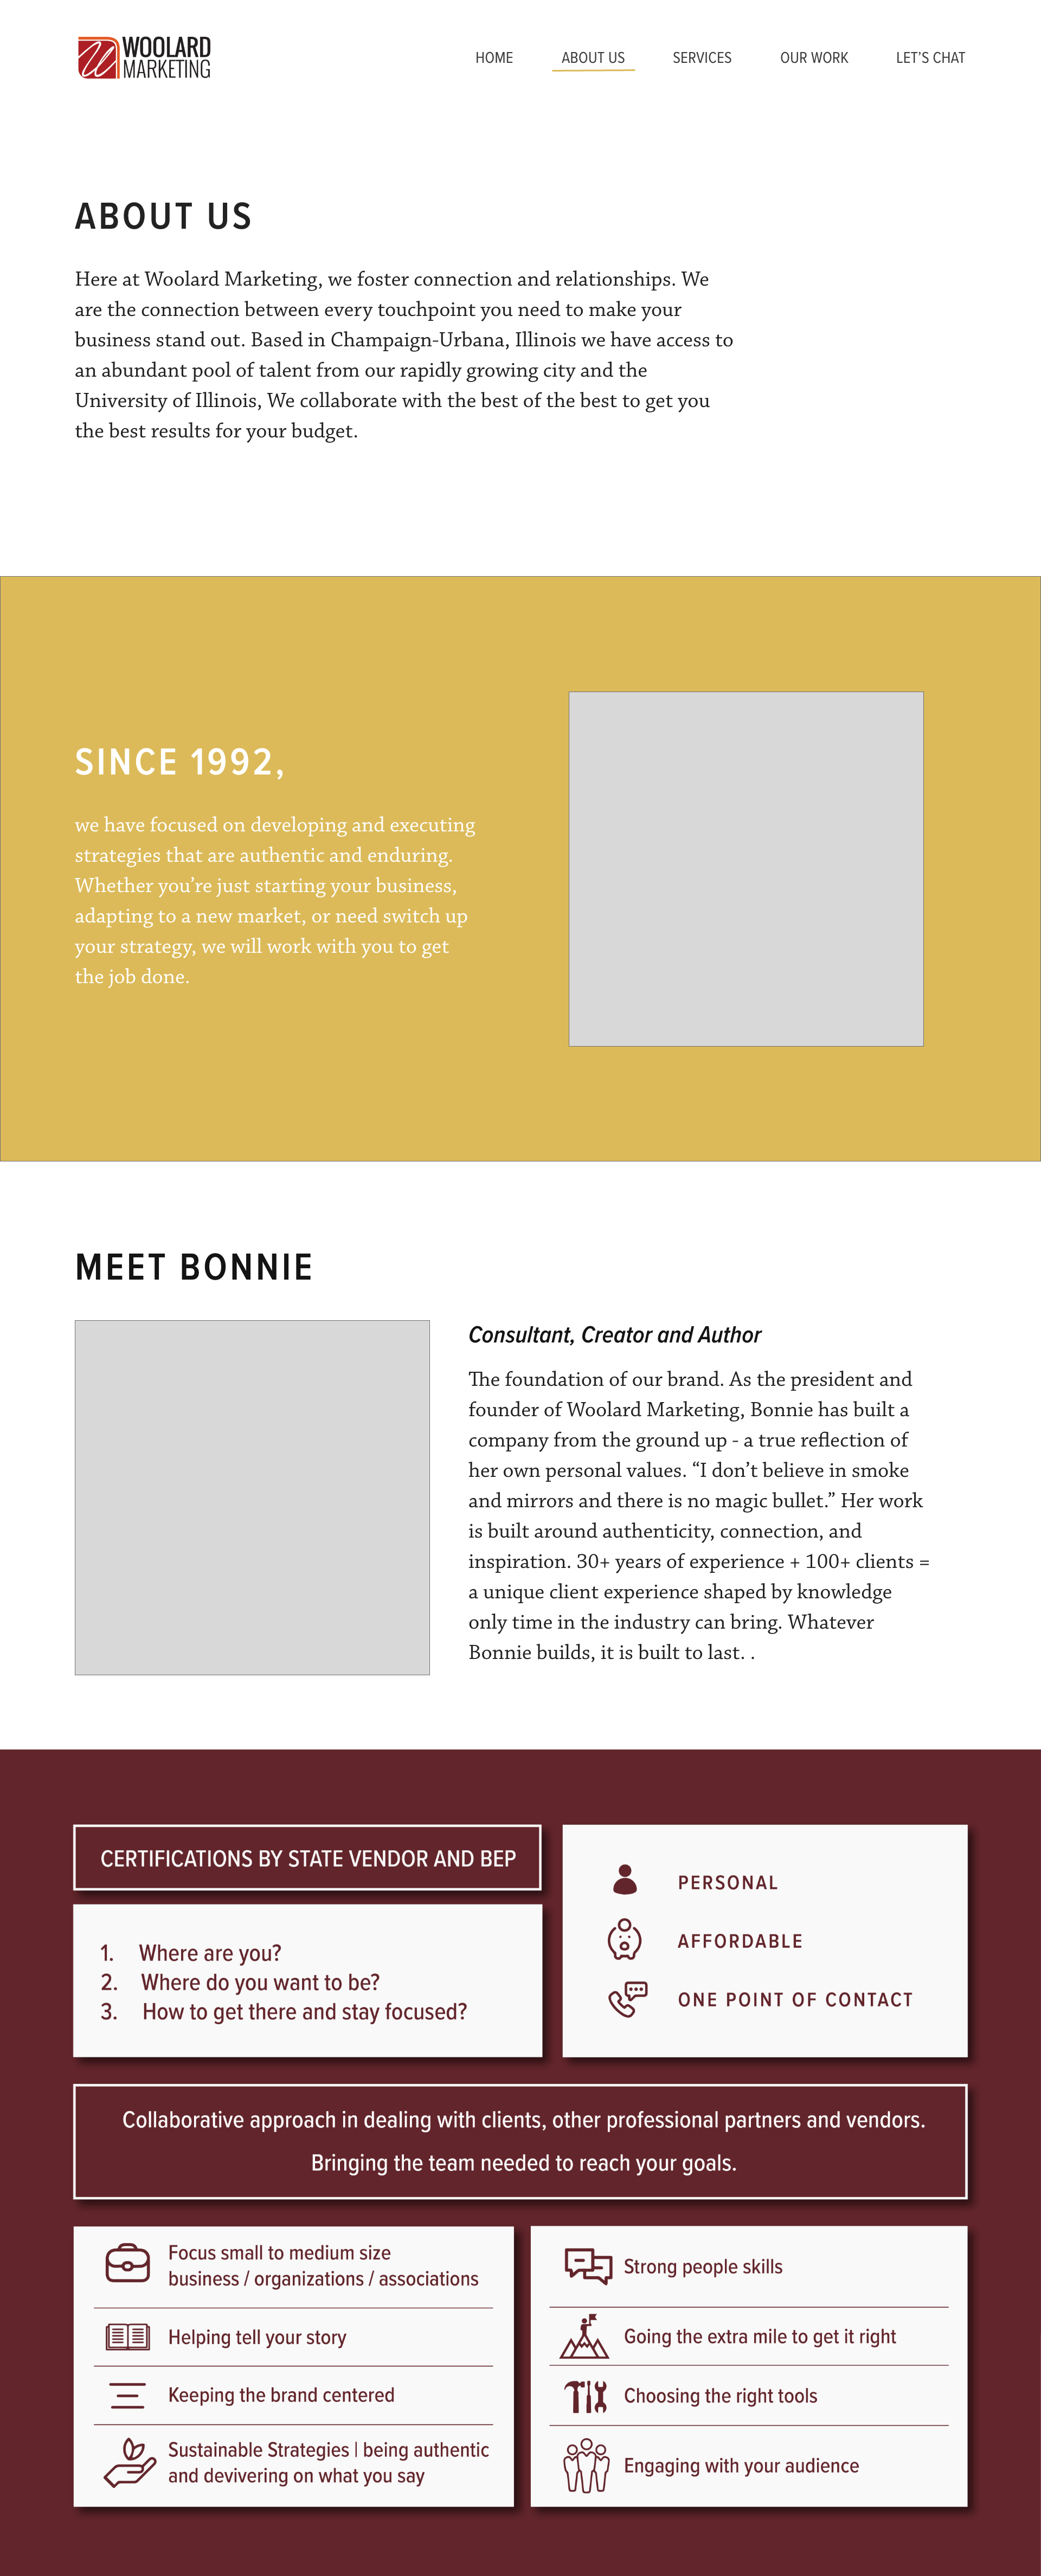 WOOLARD
MARKETING
HOME ABOUT US SERVICES OUR WORK LET'S CHAT
ABOUT US
Here at Woolard Marketing, we foster connection and relationships. We
are the connection between every touchpoint you need to make your
business stand out. Based in Champaign-Urbana, Illinois we have access to
an abundant pool of talent from our rapidly growing city and the
University of Illinois, We collaborate with the best of the best to get you
the best results for your budget.
SINCE 1992,
we have focused on developing and executing
strategies that are authentic and enduring.
Whether you’re just starting your business,
adapting to a new market, or need switch up
your strategy, we will work with you to get
the job done.
MEET BONNIE
Consultant, Creator and Author
The foundation of our brand. As the president and
founder of Woolard Marketing, Bonnie has built a
company from the ground up - a true reflection of
her own personal values. “I don’t believe in smoke
and mirrors and there is no magic bullet.” Her work
is built around authenticity, connection, and
inspiration. 30+ years of experience + 100+ clients =
a unique client experience shaped by knowledge
only time in the industry can bring. Whatever
Bonnie builds, it is built to last. .
CERTIFICATIONS BY STATE VENDOR AND BEP
1. Where are you?
2. Where do you want to be?
3. How to get there and stay focused?
PERSONAL
AFFORDABLE
ONE POINT OF CONTACT
Collaborative approach in dealing with clients, other professional partners and vendors.
Bringing the team needed to reach your goals.
Focus small to medium size
business / organizations / associations
Helping tell your story
Keeping the brand centered
Sustainable Strategies | being authentic
and devivering on what you say
Strong people skills
Going the extra mile to get it right
Choosing the right tools
Engaging with your audience